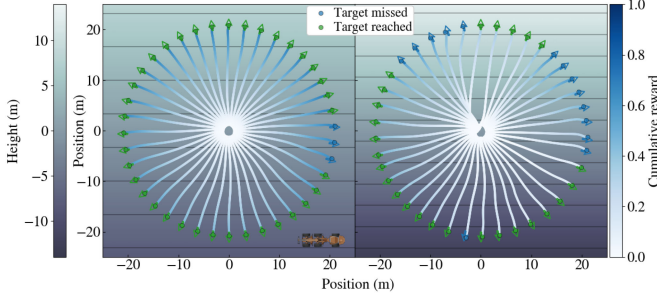 Target missed
Target reached
Height (m)
10
5
0
−5
−10
Position (m)
20
10
0
−10
−20
−20 −10 0 10 20
−20 −10 0 10 20
Position (m)
1.0
0.8
0.6
0.4
0.2
0.0
Cumulative reward